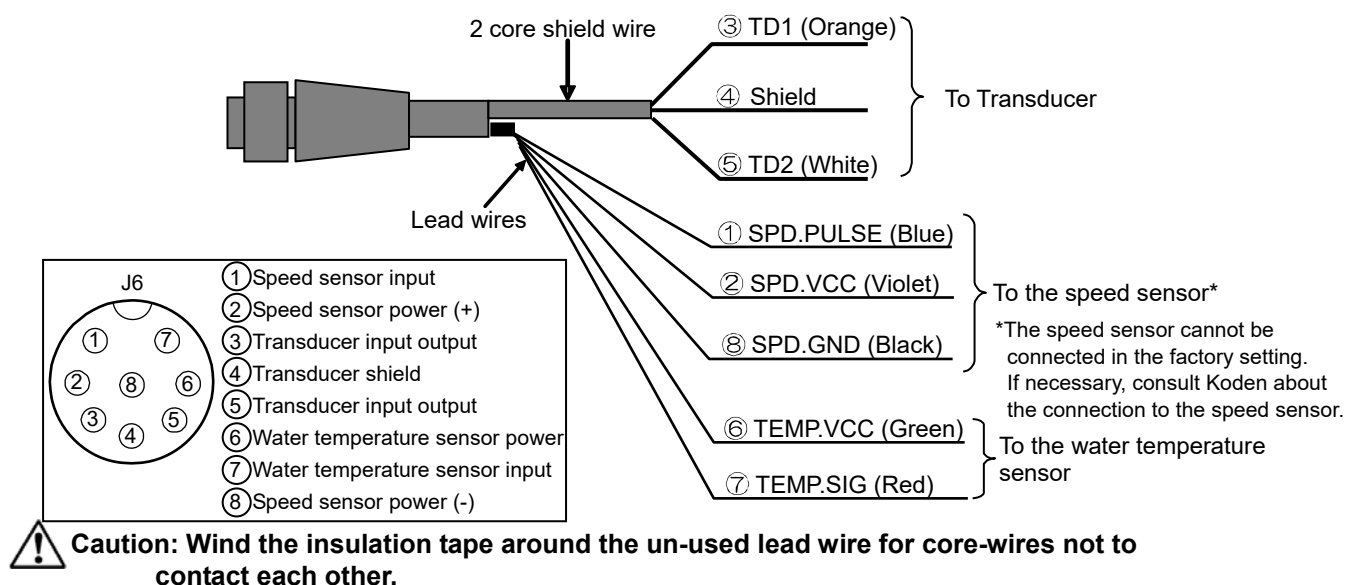 2 core shield wire
③ TD1 (Orange)
④ Shield
To Transducer
⑤ TD2 (White)
Lead wires
① SPD.PULSE (Blue)
② SPD.VCC (Violet)
To the speed sensor*
*The speed sensor cannot be
connected in the factory setting.
If necessary, consult Koden about
the connection to the speed sensor.
⑧ SPD.GND (Black)
⑥ TEMP.VCC (Green)
To the water temperature
sensor
⑦ TEMP.SIG (Red)
J6
① ⑦
② ⑧ ⑥
③ ⑤
④
①Speed sensor input
②Speed sensor power (+)
③Transducer input output
④Transducer shield
⑤Transducer input output
⑥Water temperature sensor power
⑦Water temperature sensor input
⑧Speed sensor power (-)
Caution: Wind the insulation tape around the un-used lead wire for core-wires not to
contact each other.